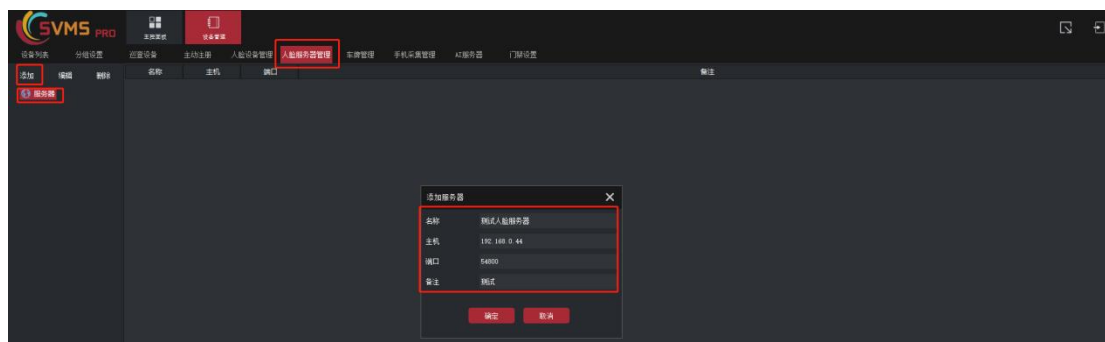 SVMS PRO
主控面板 设备管理
设备列表 分组设置 巡更设备 主动注册 人脸设备管理 人脸服务器管理 车牌管理 手机采集管理 AI服务器 门禁设置
添加 编辑 删除 名称 主机 端口 备注
服务器
添加服务器
名称 测试人脸服务器
主机 192.168.0.44
端口 54800
备注 测试
确定 取消